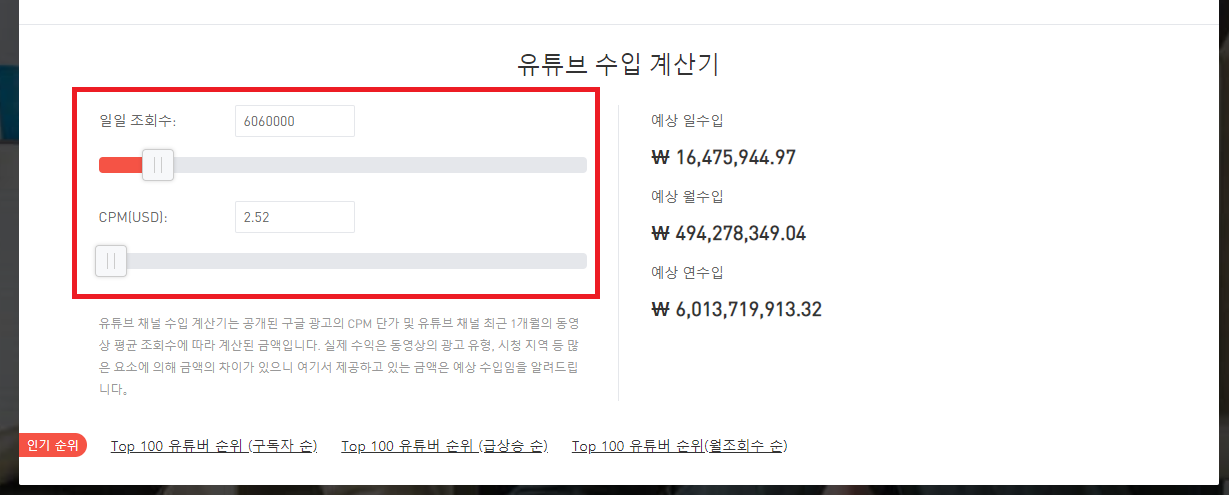 유튜브 수입 계산기
일일 조회수:
6060000
CPM(USD):
2.52
유튜브 채널 수입 계산기는 공개된 구글 광고의 CPM 단가 및 유튜브 채널 최근 1개월의 동영
상 평균 조회수에 따라 계산된 금액입니다. 실제 수익은 동영상의 광고 유형, 시청 지역 등 많
은 요소에 의해 금액의 차이가 있으니 여기서 제공하고 있는 금액은 예상 수입임을 알려드립
니다。
예상 일수입
₩ 16,475,944.97
예상 월수입
₩ 494,278,349.04
예상 연수입
₩ 6,013,719,913.32
인기 순위
Top 100 유튜버 순위 (구독자 순)
Top 100 유튜버 순위 (급상승 순)
Top 100 유튜버 순위(월조회수 순)